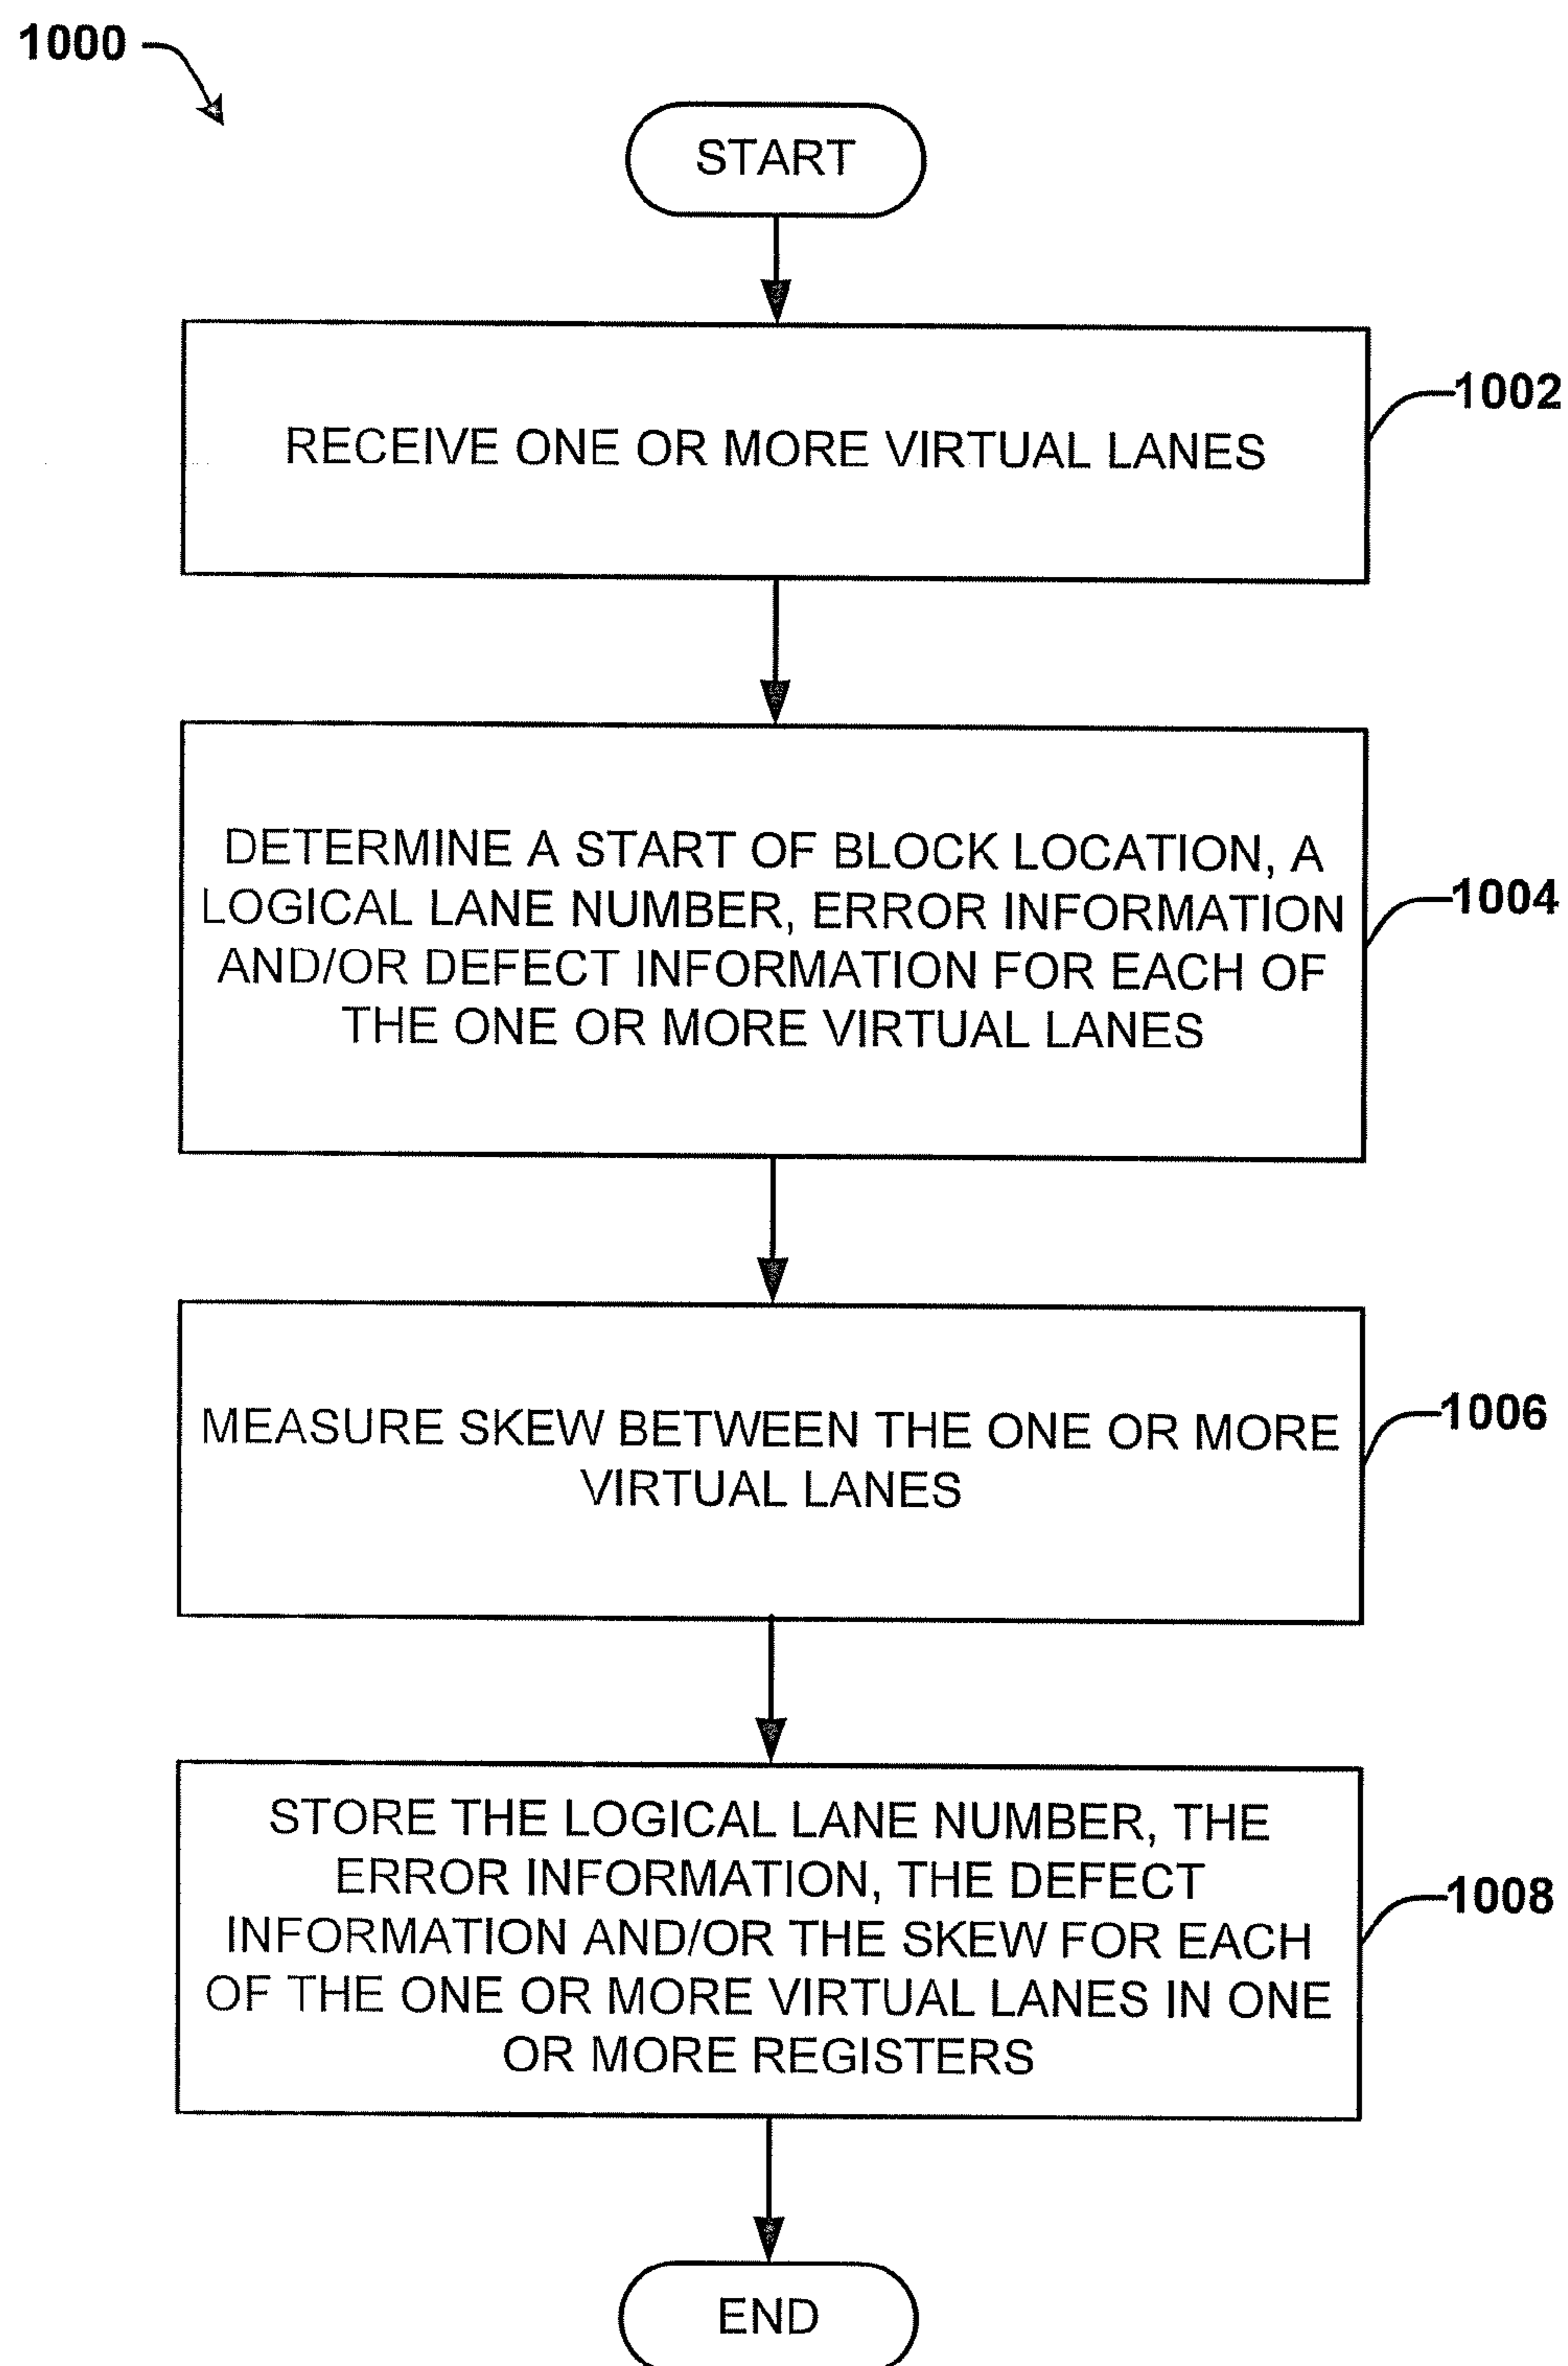 1000
START
RECEIVE ONE OR MORE VIRTUAL LANES
1002
DETERMINE A START OF BLOCK LOCATION, A
LOGICAL LANE NUMBER, ERROR INFORMATION
AND/OR DEFECT INFORMATION FOR EACH OF
THE ONE OR MORE VIRTUAL LANES
1004
MEASURE SKEW BETWEEN THE ONE OR MORE
VIRTUAL LANES
1006
STORE THE LOGICAL LANE NUMBER, THE
ERROR INFORMATION, THE DEFECT
INFORMATION AND/OR THE SKEW FOR EACH
OF THE ONE OR MORE VIRTUAL LANES IN ONE
OR MORE REGISTERS
1008
END